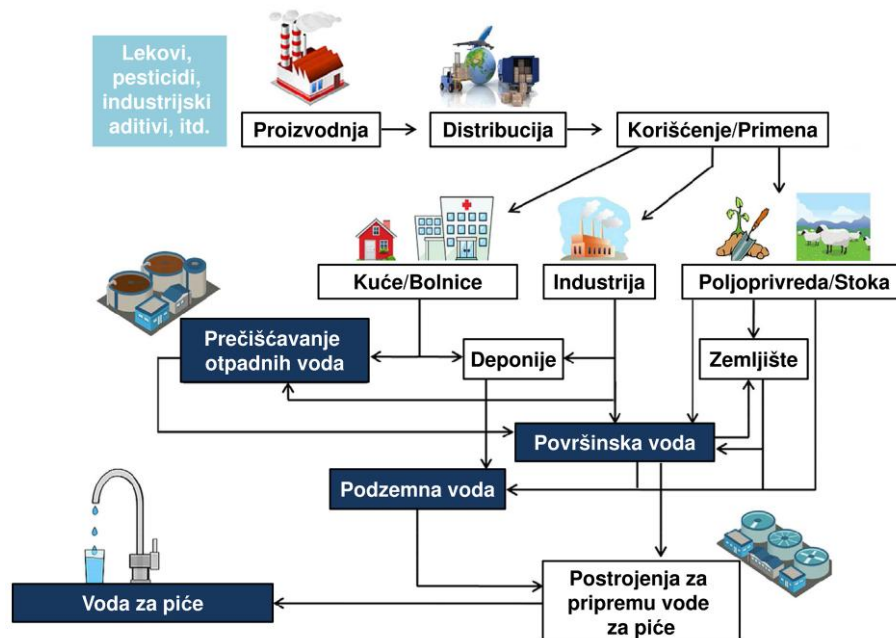 Lekovi,
pesticidi,
industrijski
aditivi, itd.
Proizvodnja
Distribucija
Korišćenje/Primena
Kuće/Bolnice
Industrija
Poljoprivreda/Stoka
Prečišćavanje
otpadnih voda
Deponije
Zemljište
Površinska voda
Podzemna voda
Voda za piće
Postrojenja za
pripremu vode
za piće